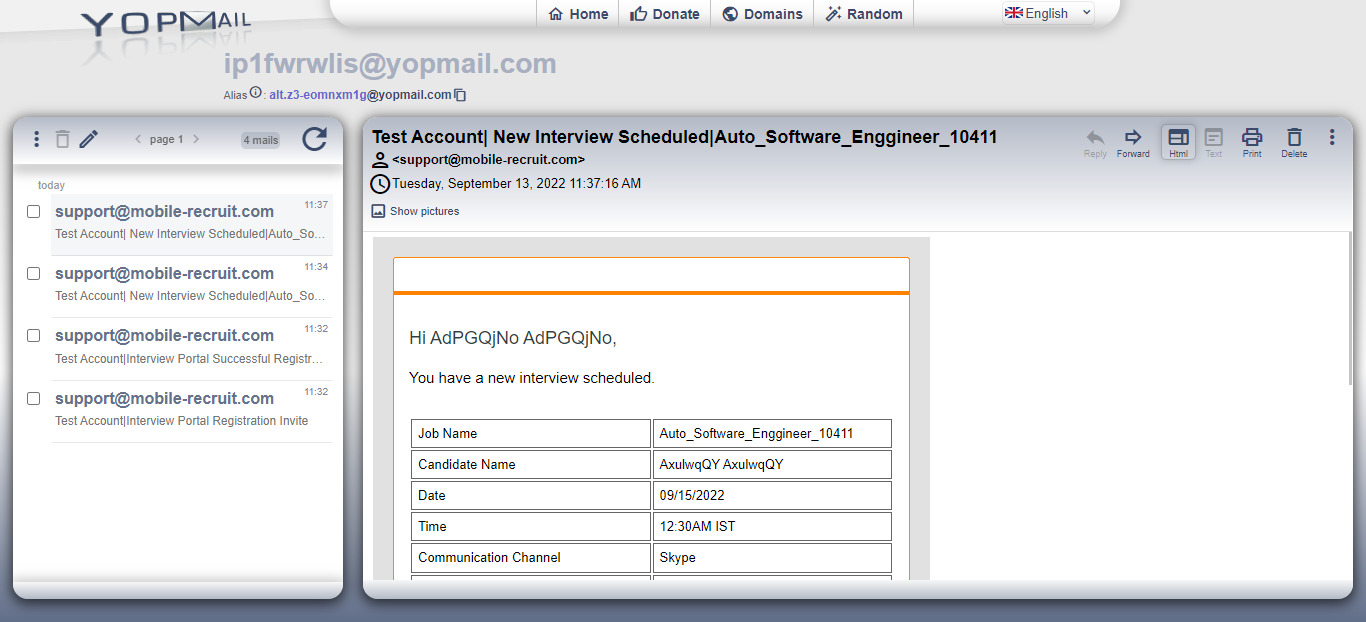 YOPMAIL
Home
Donate
Domains
Random
English
ip1fwrwlis@yopmail.com
Alias : alt.z3-eomnxm1g@yopmail.com
page 1
4 mails
today
support@mobile-recruit.com 11:37
Test Account| New Interview Scheduled|Auto_So...
support@mobile-recruit.com 11:34
Test Account| New Interview Scheduled|Auto_So...
support@mobile-recruit.com 11:32
Test Account|Interview Portal Successful Registr...
support@mobile-recruit.com 11:32
Test Account|Interview Portal Registration Invite
Test Account| New Interview Scheduled|Auto_Software_Enggineer_10411
<support@mobile-recruit.com>
Tuesday, September 13, 2022 11:37:16 AM
Show pictures
Reply
Forward
Html
Text
Print
Delete
Hi AdPGQjNo AdPGQjNo,
You have a new interview scheduled.
Job Name Auto_Software_Enggineer_10411
Candidate Name AxulwqQY AxulwqQY
Date 09/15/2022
Time 12:30AM IST
Communication Channel Skype